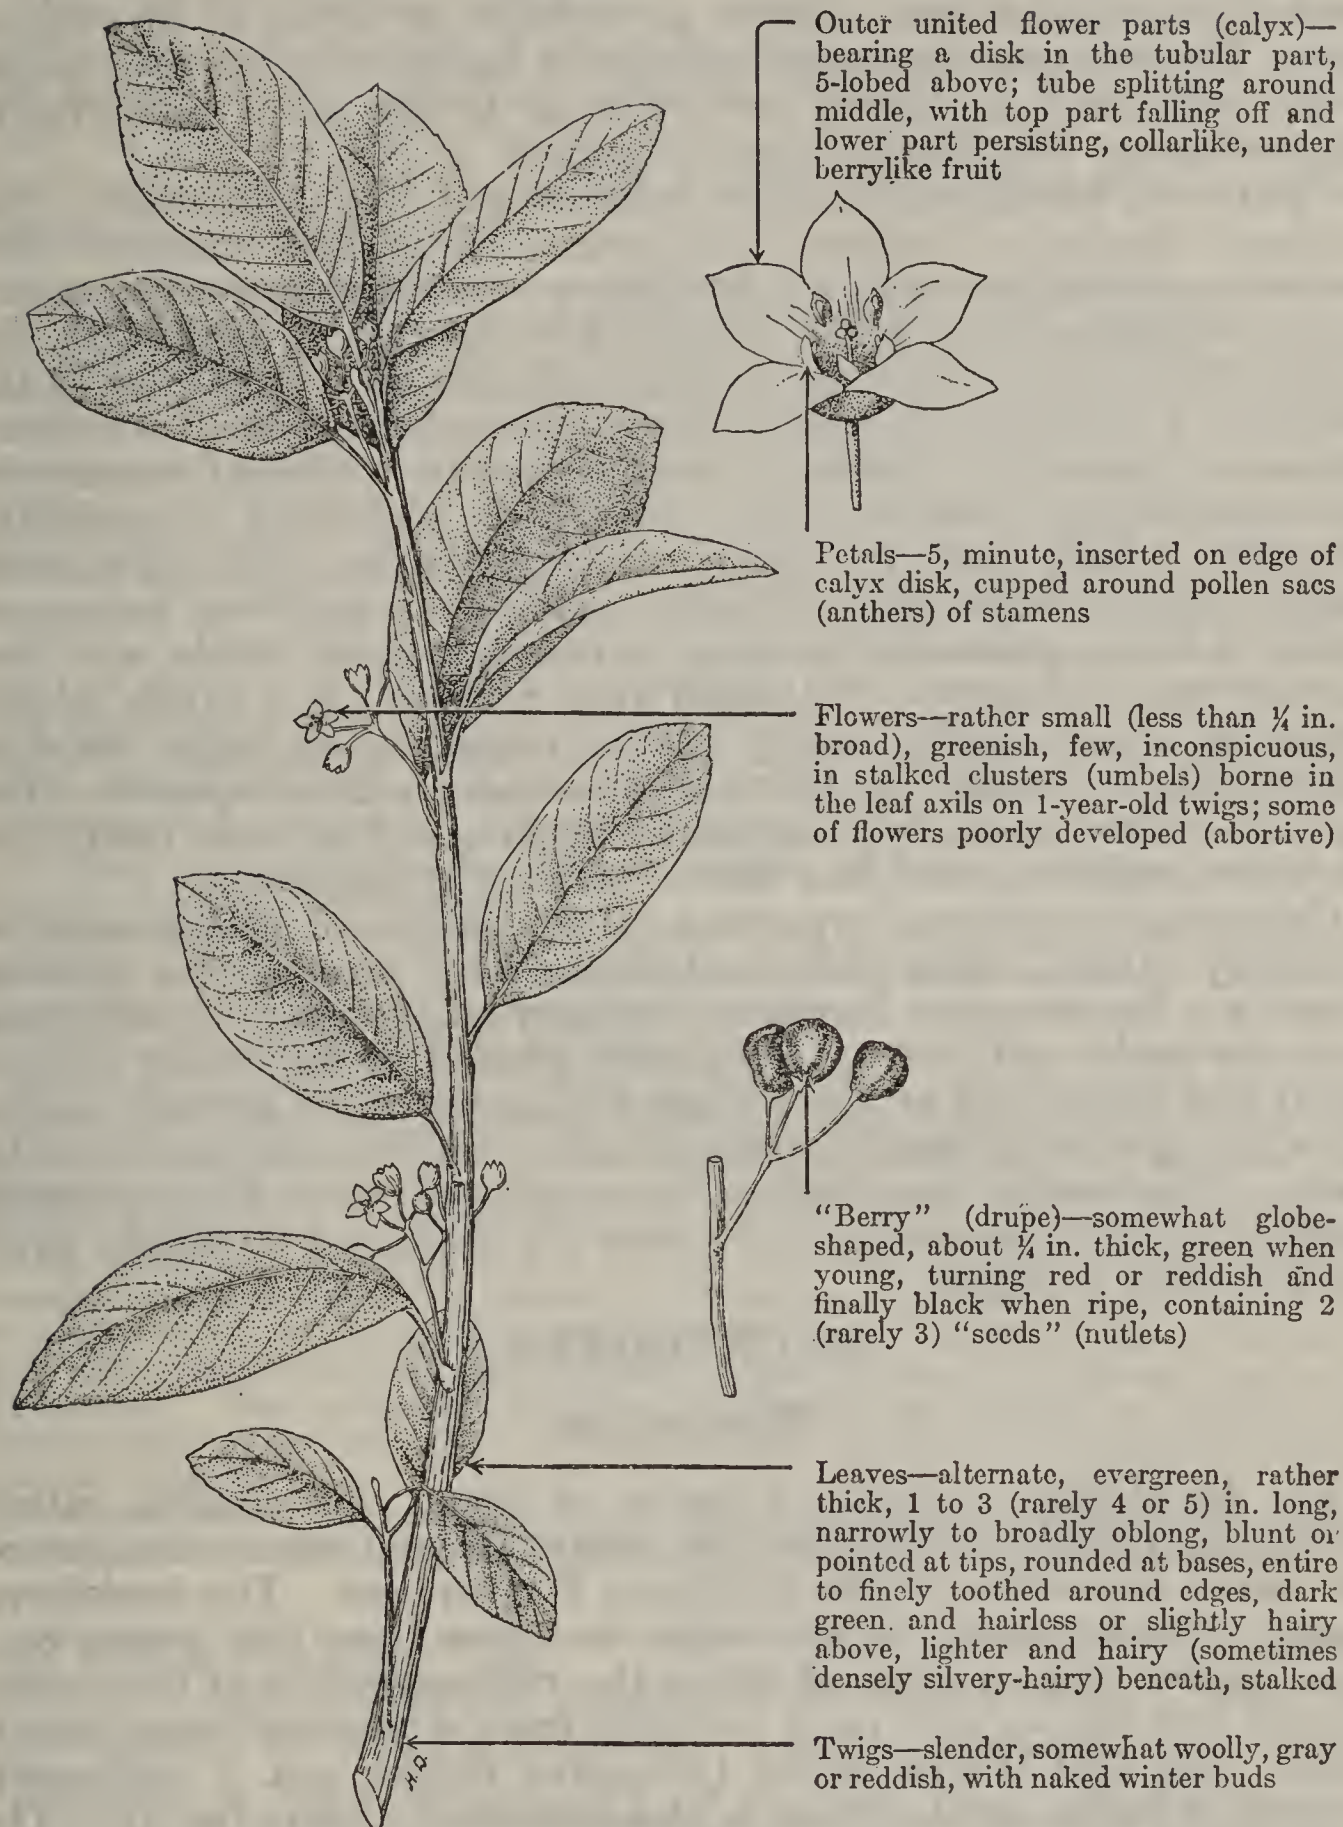 Outer united flower parts (calyx)—
bearing a disk in the tubular part,
5-lobed above; tube splitting around
middle, with top part falling off and
lower part persisting, collarlike, under
berrylike fruit
Petals—5, minute, inserted on edge of
calyx disk, cupped around pollen sacs
(anthers) of stamens
Flowers—rather small (less than ¼ in.
broad), greenish, few, inconspicuous,
in stalked clusters (umbels) borne in
the leaf axils on 1-year-old twigs; some
of flowers poorly developed (abortive)
“Berry” (drupe)—somewhat globe-
shaped, about ¼ in. thick, green when
young, turning red or reddish and
finally black when ripe, containing 2
(rarely 3) “seeds” (nutlets)
Leaves—alternate, evergreen, rather
thick, 1 to 3 (rarely 4 or 5) in. long,
narrowly to broadly oblong, blunt or
pointed at tips, rounded at bases, entire
to finely toothed around edges, dark
green. and hairless or slightly hairy
above, lighter and hairy (sometimes
densely silvery-hairy) beneath, stalked
Twigs—slender, somewhat woolly, gray
or reddish, with naked winter buds
H.D.